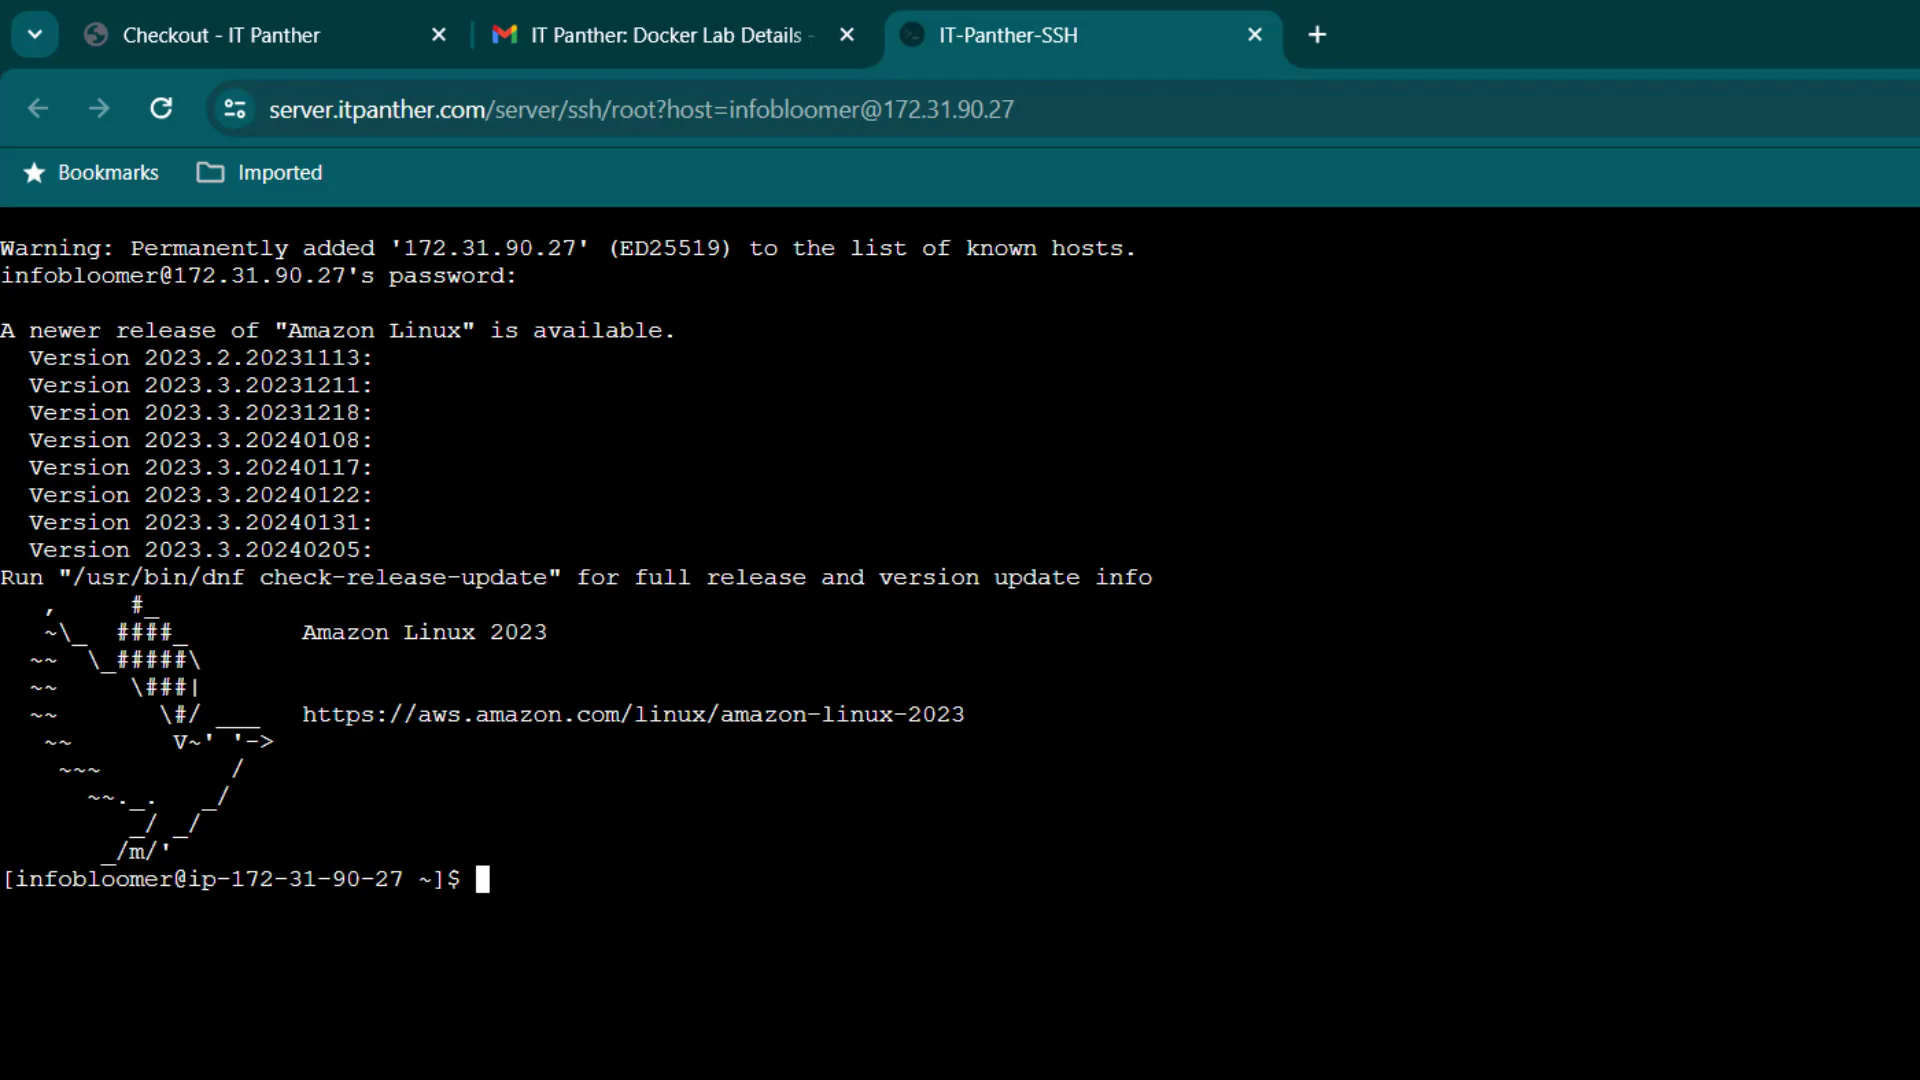 Checkout - IT Panther
IT Panther: Docker Lab Details -
IT-Panther-SSH
server.itpanther.com/server/ssh/root?host=infobloomer@172.31.90.27
Bookmarks
Imported
Warning: Permanently added '172.31.90.27' (ED25519) to the list of known hosts.
infobloomer@172.31.90.27's password:
A newer release of "Amazon Linux" is available.
  Version 2023.2.20231113:
  Version 2023.3.20231211:
  Version 2023.3.20231218:
  Version 2023.3.20240108:
  Version 2023.3.20240117:
  Version 2023.3.20240122:
  Version 2023.3.20240131:
  Version 2023.3.20240205:
Run "/usr/bin/dnf check-release-update" for full release and version update info
   ,     #_
   ~\_  ####_        Amazon Linux 2023
  ~~  \_#####\
  ~~     \###|
  ~~       \#/ ___   https://aws.amazon.com/linux/amazon-linux-2023
   ~~       V~' '->
    ~~~         /
      ~~._.   _/
         _/ _/
       _/m/'
[infobloomer@ip-172-31-90-27 ~]$